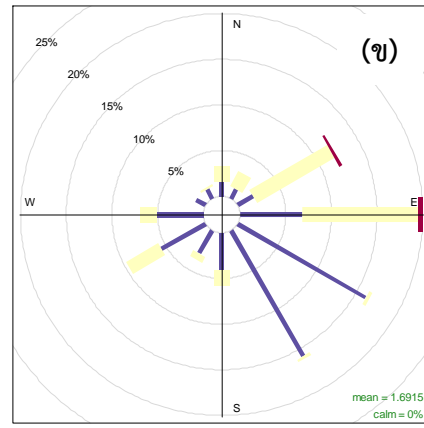 25%
N
(ข)
20%
15%
10%
5%
W
E
S
mean = 1.6915
calm = 0%